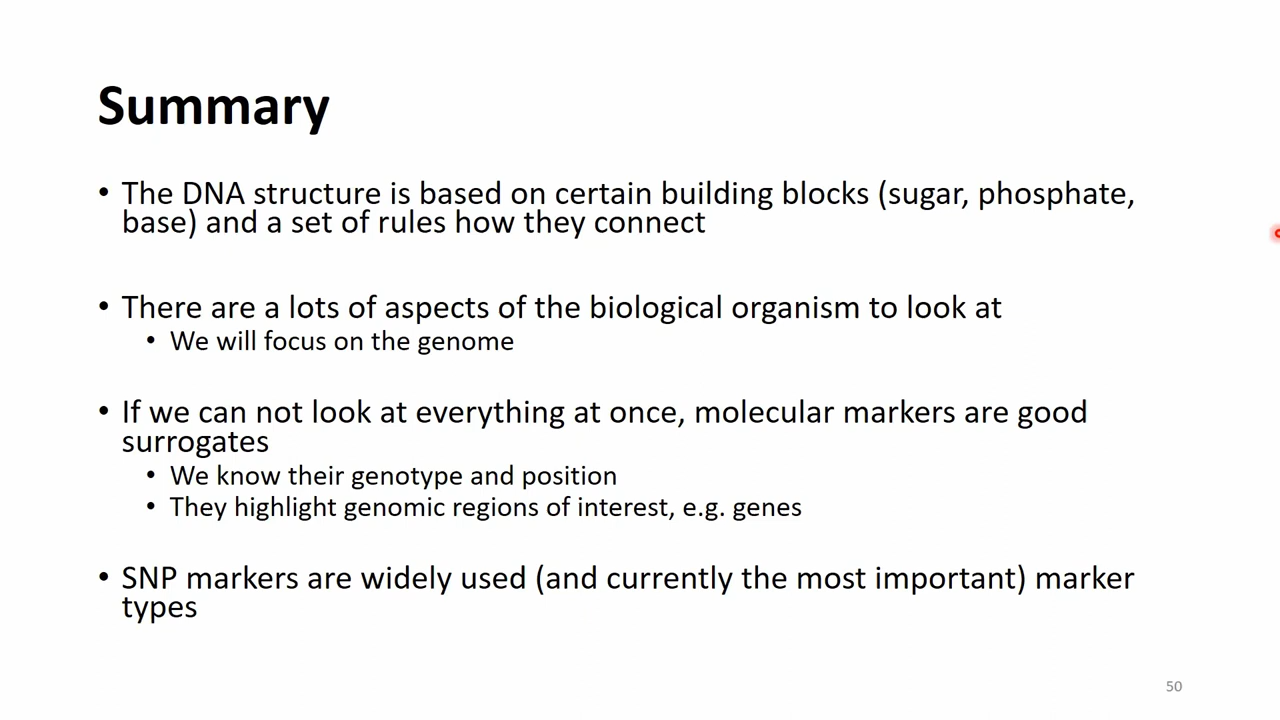 Summary
• The DNA structure is based on certain building blocks (sugar, phosphate,
base) and a set of rules how they connect
• There are a lots of aspects of the biological organism to look at
• We will focus on the genome
• If we can not look at everything at once, molecular markers are good
surrogates
• We know their genotype and position
• They highlight genomic regions of interest, e.g. genes
• SNP markers are widely used (and currently the most important) marker
types
50